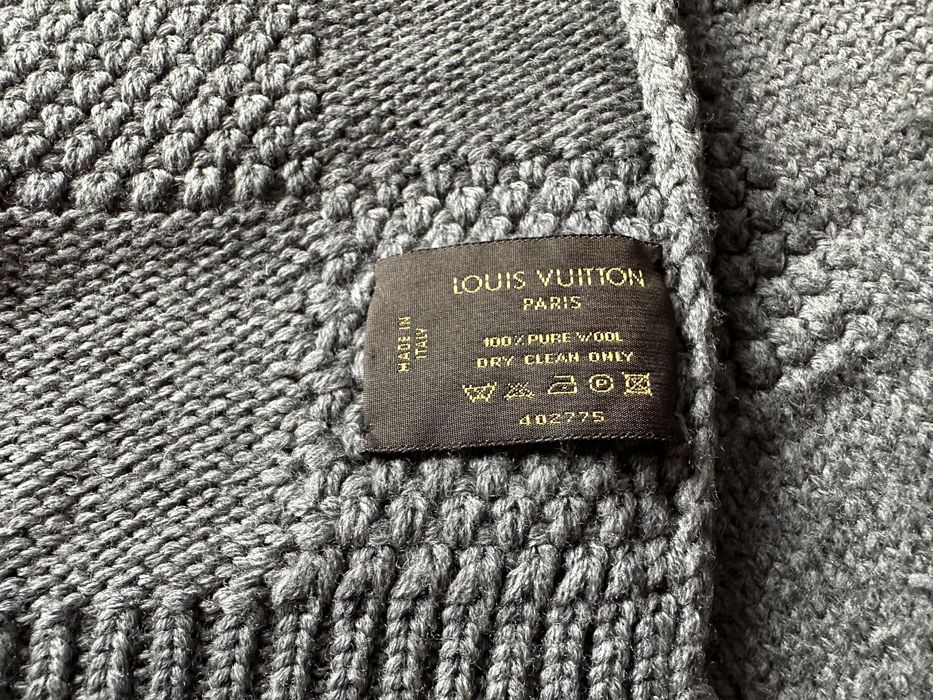 LOUIS VUITTON
PARIS
MADE IN
ITALY
100% PURE WOOL
DRY CLEAN ONLY
P
402775